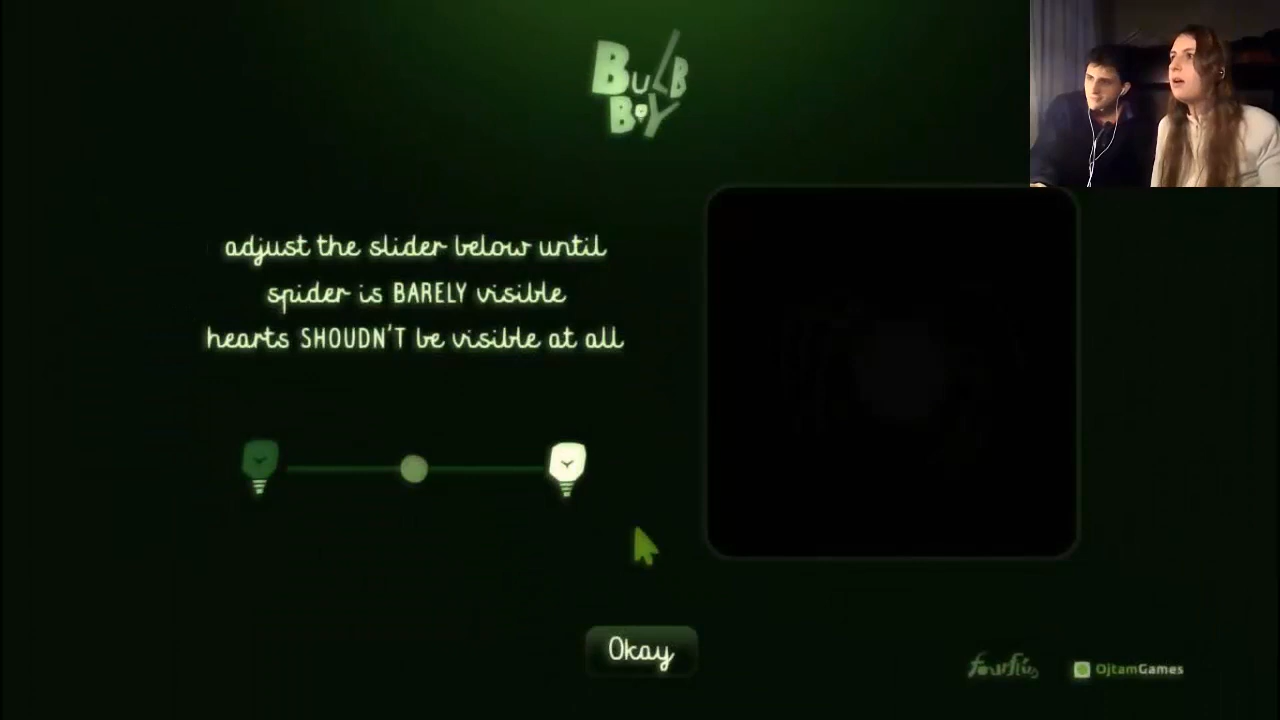 BULB
BOY
adjust the slider below until
spider is BARELY visible
hearts SHOUDN'T be visible at all
Okay
fourflies
OjtamGames